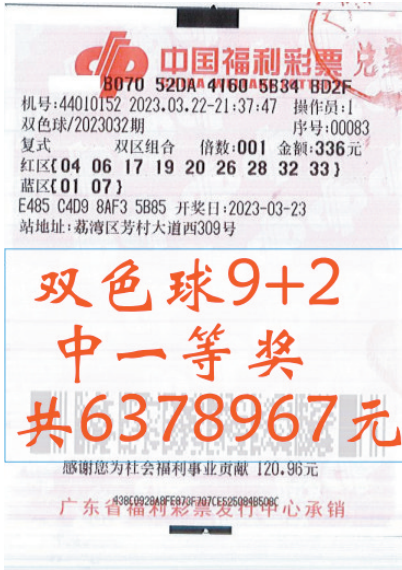 中国福利彩票
兑
B070 52DA 4160 5B34 BD2F
机号:44010152 2023.03.22-21:37:47 操作员:1
双色球/2023032期 序号:00083
复式 双区组合 倍数:001 金额:336元
红区{04 06 17 19 20 26 28 32 33}
蓝区{01 07}
E485 C4D9 8AF3 5B85 开奖日:2023-03-23
站地址:荔湾区芳村大道西309号
双色球9+2
中一等奖
共6378967元
感谢您为社会福利事业贡献 120.96元
广东省福利彩票发行中心承销